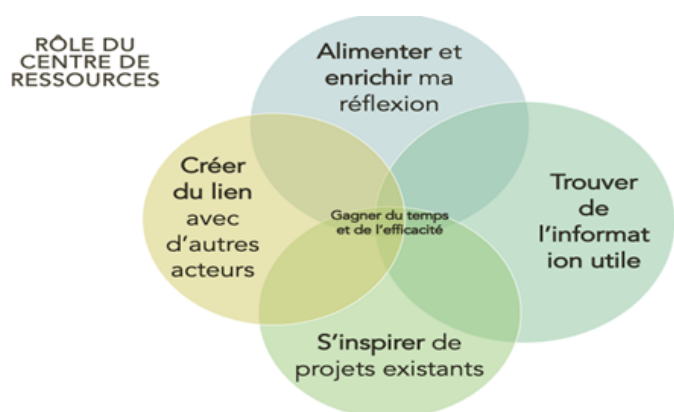 RÔLE DU
CENTRE DE
RESSOURCES
Alimenter et
enrichir ma
réflexion
Créer
du lien
avec
d'autres
acteurs
Gagner du temps
et de l'efficacité
Trouver
de
l'informat
ion utile
S'inspirer de
projets existants